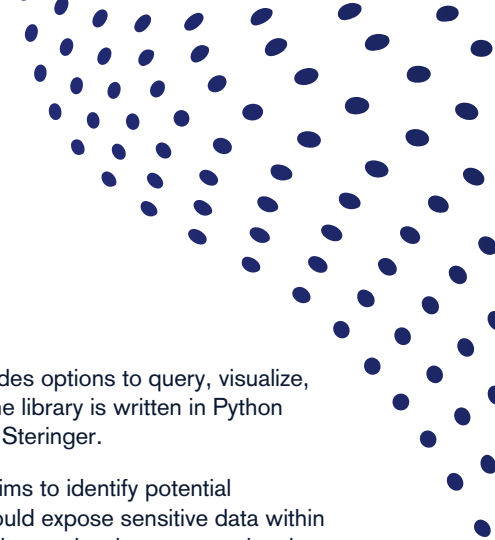 des options to query, visualize,
e library is written in Python
Steringer.
ims to identify potential
ould expose sensitive data within